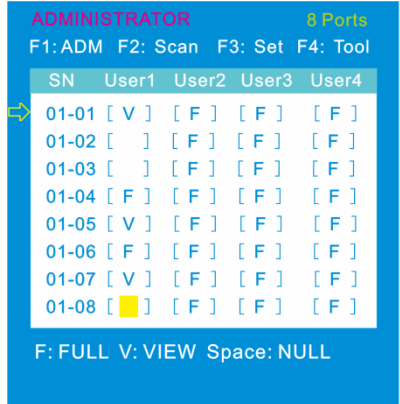 ADMINISTRATOR 8 Ports
F1: ADM F2: Scan F3: Set F4: Tool
SN User1 User2 User3 User4
01-01 [ V ] [ F ] [ F ] [ F ]
01-02 [ ] [ F ] [ F ] [ F ]
01-03 [ ] [ F ] [ F ] [ F ]
01-04 [ F ] [ F ] [ F ] [ F ]
01-05 [ V ] [ F ] [ F ] [ F ]
01-06 [ F ] [ F ] [ F ] [ F ]
01-07 [ V ] [ F ] [ F ] [ F ]
01-08 [ ] [ F ] [ F ] [ F ]
F: FULL V: VIEW Space: NULL